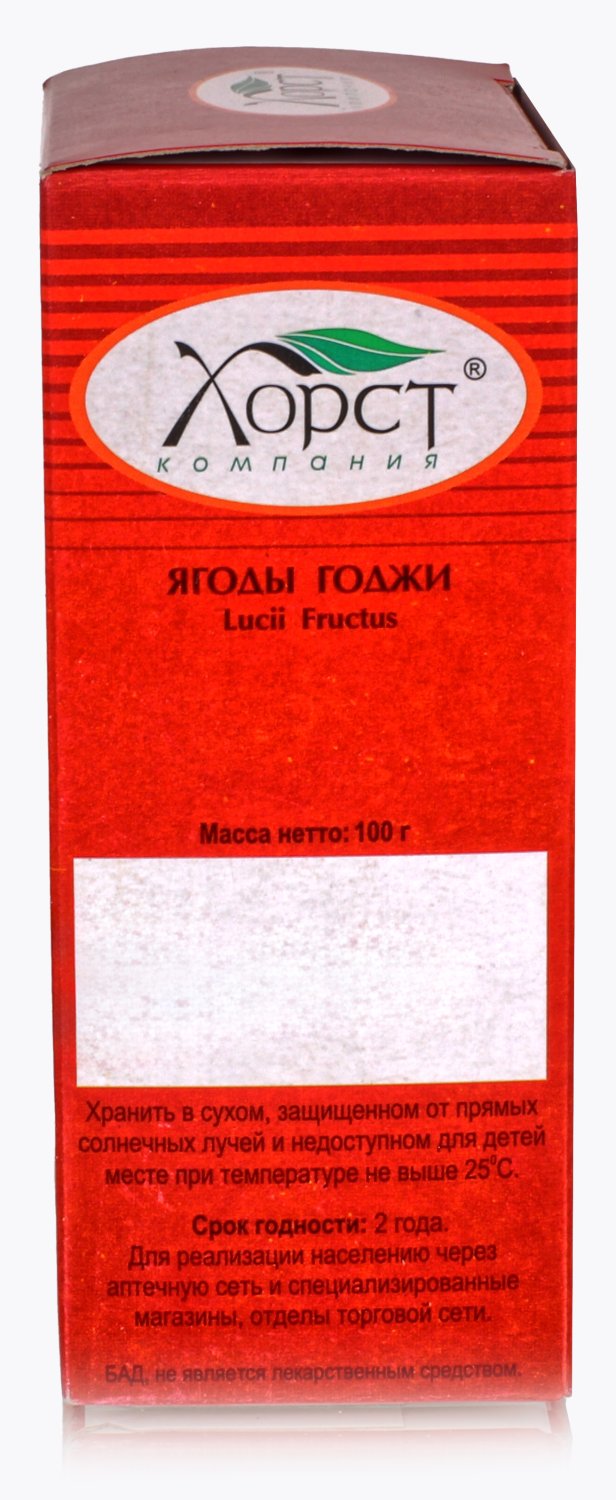 Хорст
компания
Хорст ®
компания
ЯГОДЫ ГОДЖИ
Lucii Fructus
Масса нетто: 100 г
Хранить в сухом, защищенном от прямых
солнечных лучей и недоступном для детей
месте при температуре не выше 25°С.
Срок годности: 2 года.
Для реализации населению через
аптечную сеть и специализированные
магазины, отделы торговой сети.
БАД, не является лекарственным средством.